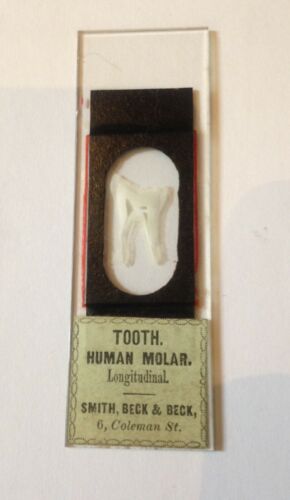 TOOTH.
HUMAN MOLAR.
Longitudinal.
SMITH, BECK & BECK,
6, Coleman St.